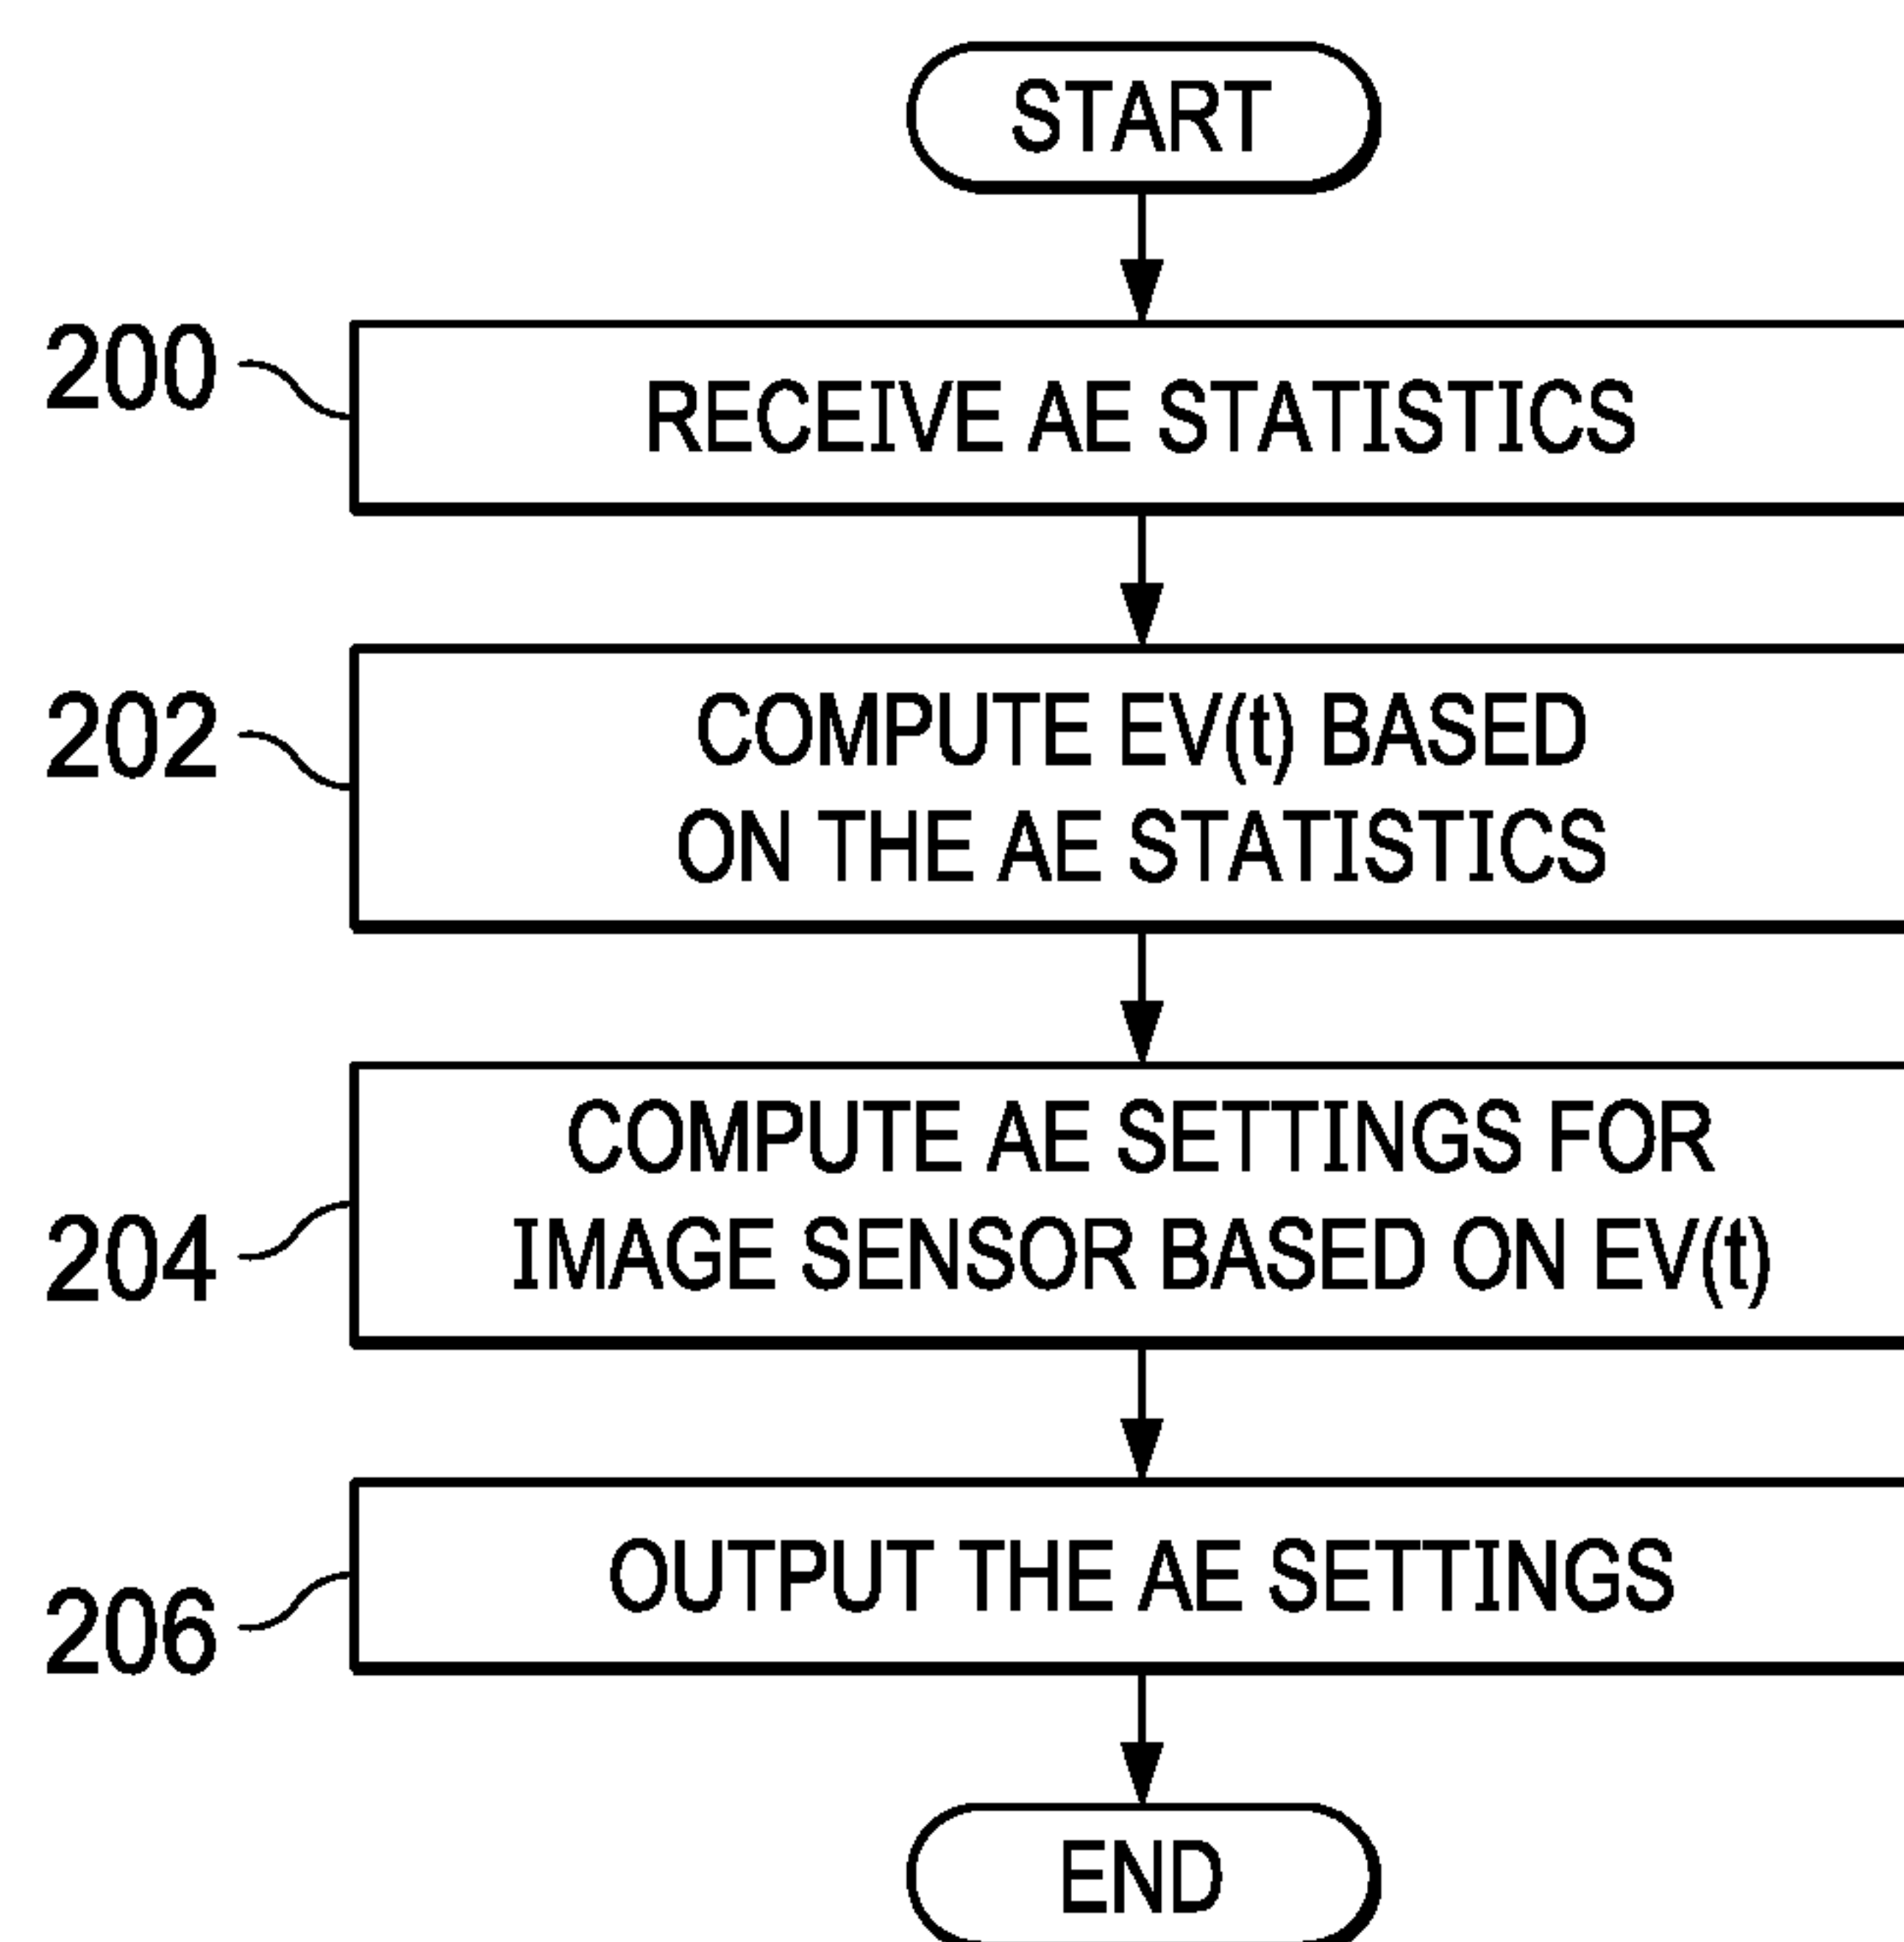 START
200
RECEIVE AE STATISTICS
202
COMPUTE EV(t) BASED
ON THE AE STATISTICS
204
COMPUTE AE SETTINGS FOR
IMAGE SENSOR BASED ON EV(t)
206
OUTPUT THE AE SETTINGS
END